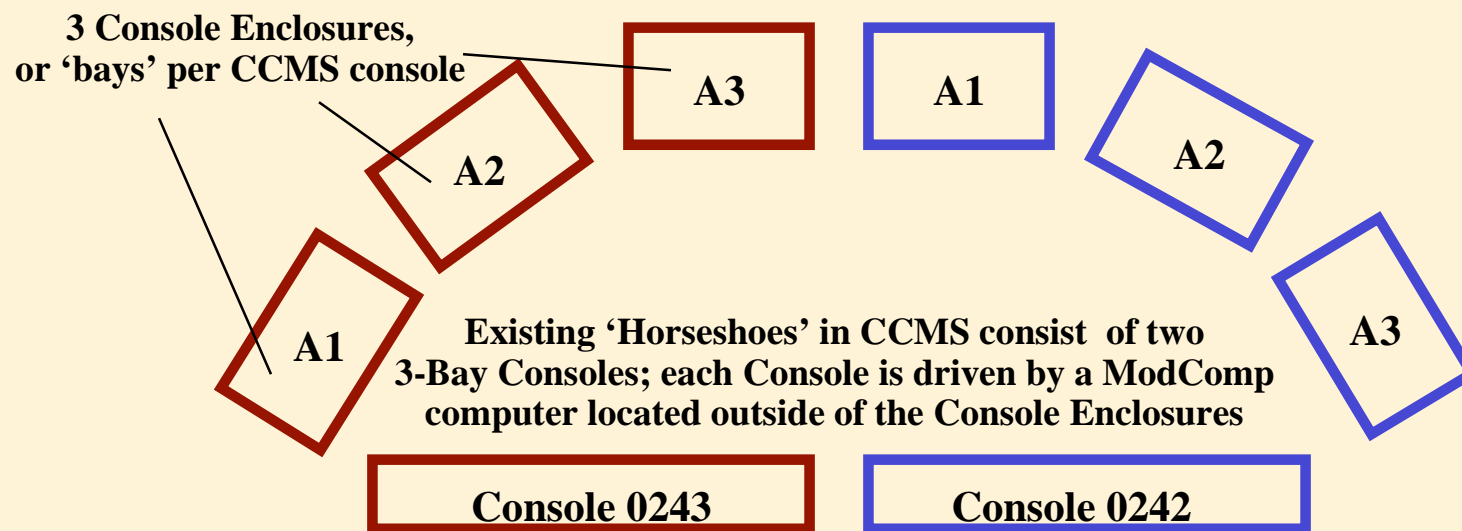 3 Console Enclosures,
or ‘bays’ per CCMS console
A3
A1
A2
A2
A1
A3
Existing ‘Horseshoes’ in CCMS consist of two
3-Bay Consoles; each Console is driven by a ModComp
computer located outside of the Console Enclosures
Console 0243
Console 0242